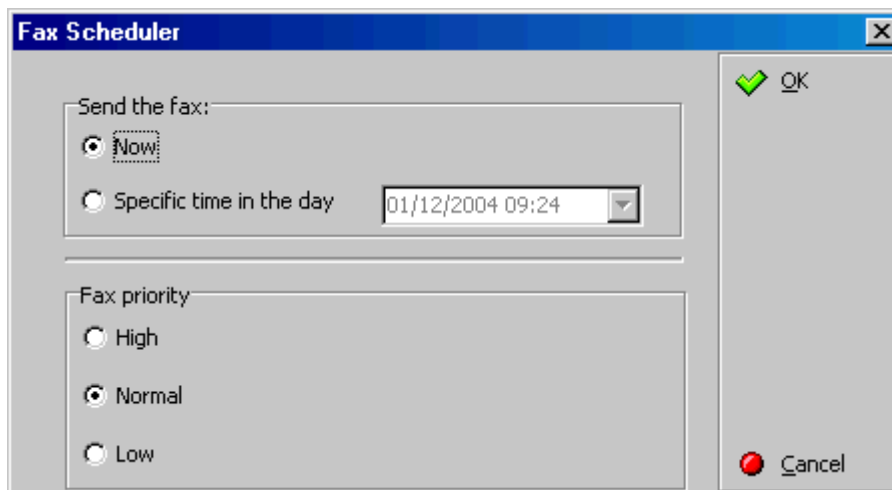 Fax Scheduler
OK
Send the fax:
Now
Specific time in the day 01/12/2004 09:24
Fax priority
High
Normal
Low
Cancel